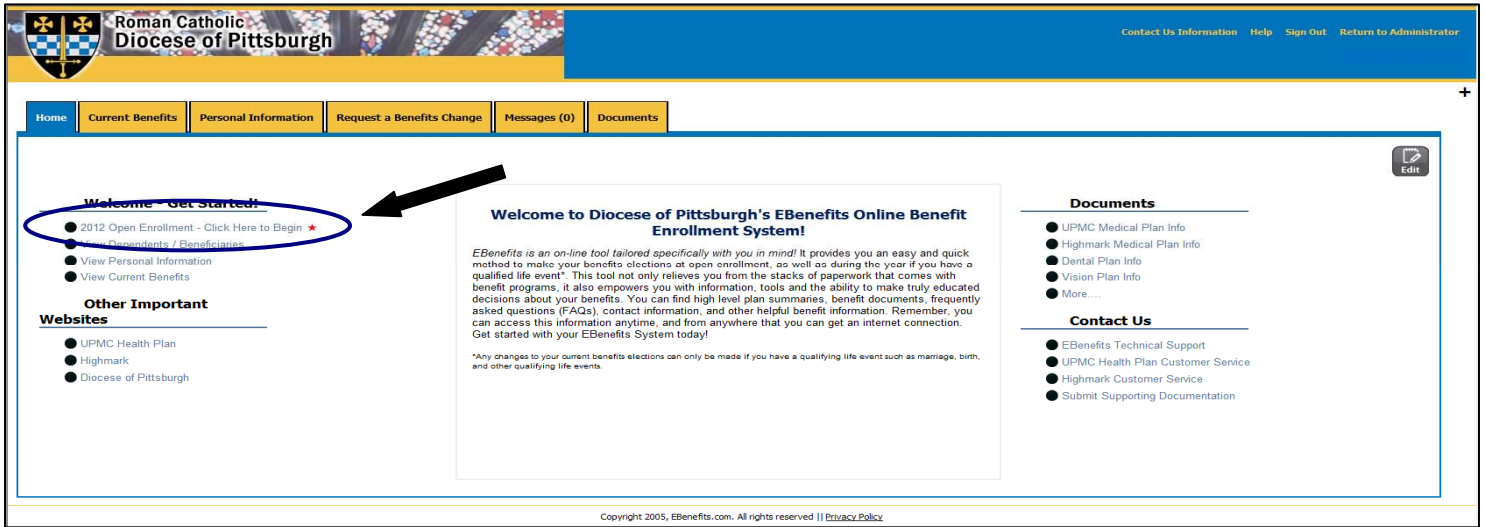 Roman Catholic
Diocese of Pittsburgh
Contact Us Information Help Sign Out Return to Administrator
+
Home Current Benefits Personal Information Request a Benefits Change Messages (0) Documents
Edit
Welcome - Get Started!
2012 Open Enrollment - Click Here to Begin ★
View Dependents / Beneficiaries
View Personal Information
View Current Benefits
Other Important
Websites
UPMC Health Plan
Highmark
Diocese of Pittsburgh
Welcome to Diocese of Pittsburgh's EBenefits Online Benefit
Enrollment System!
EBenefits is an on-line tool tailored specifically with you in mind! It provides you an easy and quick
method to make your benefits elections at open enrollment, as well as during the year if you have a
qualified life event*. This tool not only relieves you from the stacks of paperwork that comes with
benefit programs, it also empowers you with information, tools and the ability to make truly educated
decisions about your benefits. You can find high level plan summaries, benefit documents, frequently
asked questions (FAQs), contact information, and other helpful benefit information. Remember, you
can access this information anytime, and from anywhere that you can get an internet connection.
Get started with your EBenefits System today!
*Any changes to your current benefits elections can only be made if you have a qualifying life event such as marriage, birth,
and other qualifying life events.
Documents
UPMC Medical Plan Info
Highmark Medical Plan Info
Dental Plan Info
Vision Plan Info
More....
Contact Us
EBenefits Technical Support
UPMC Health Plan Customer Service
Highmark Customer Service
Submit Supporting Documentation
Copyright 2005, EBenefits.com. All rights reserved || Privacy Policy